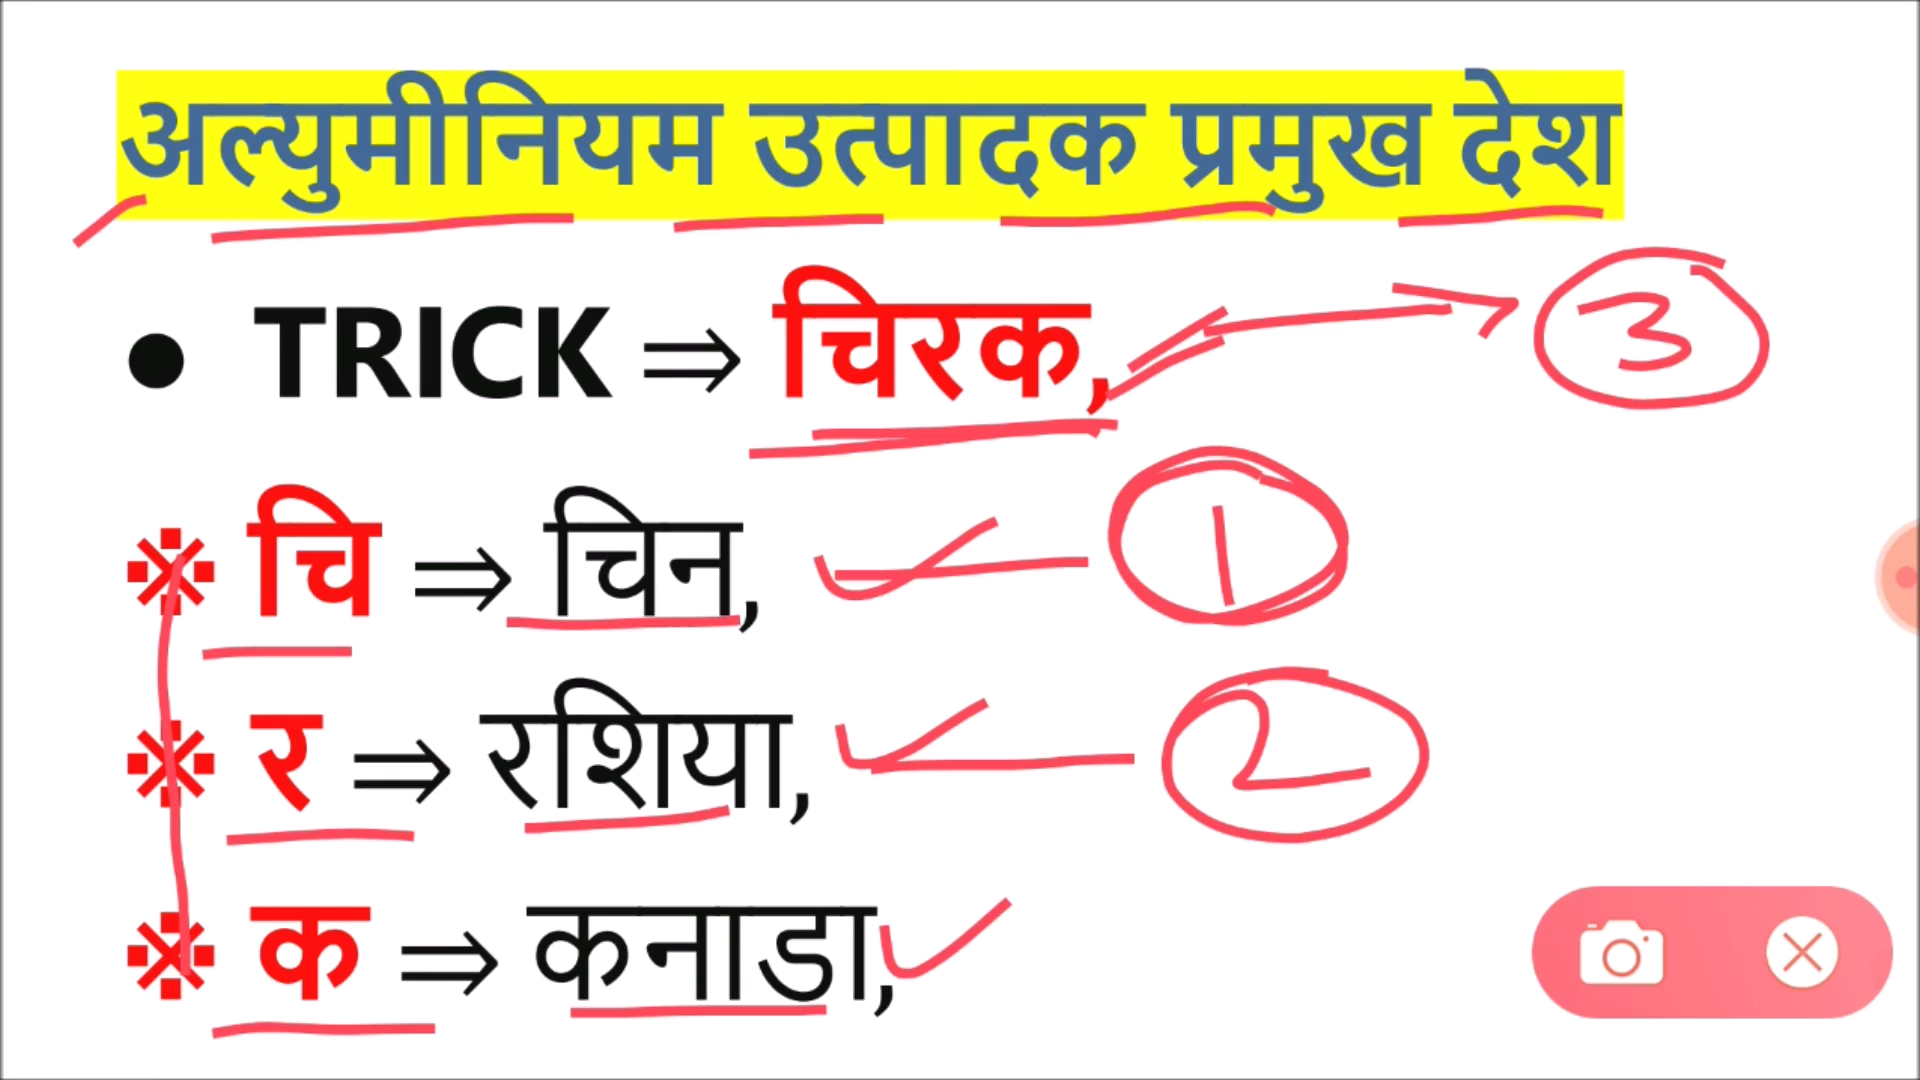 अल्युमीनियम उत्पादक प्रमुख देश
● TRICK ⇒ चिरक, 3
※ चि ⇒ चिन, 1
※ र ⇒ रशिया, 2
※ क ⇒ कनाडा,